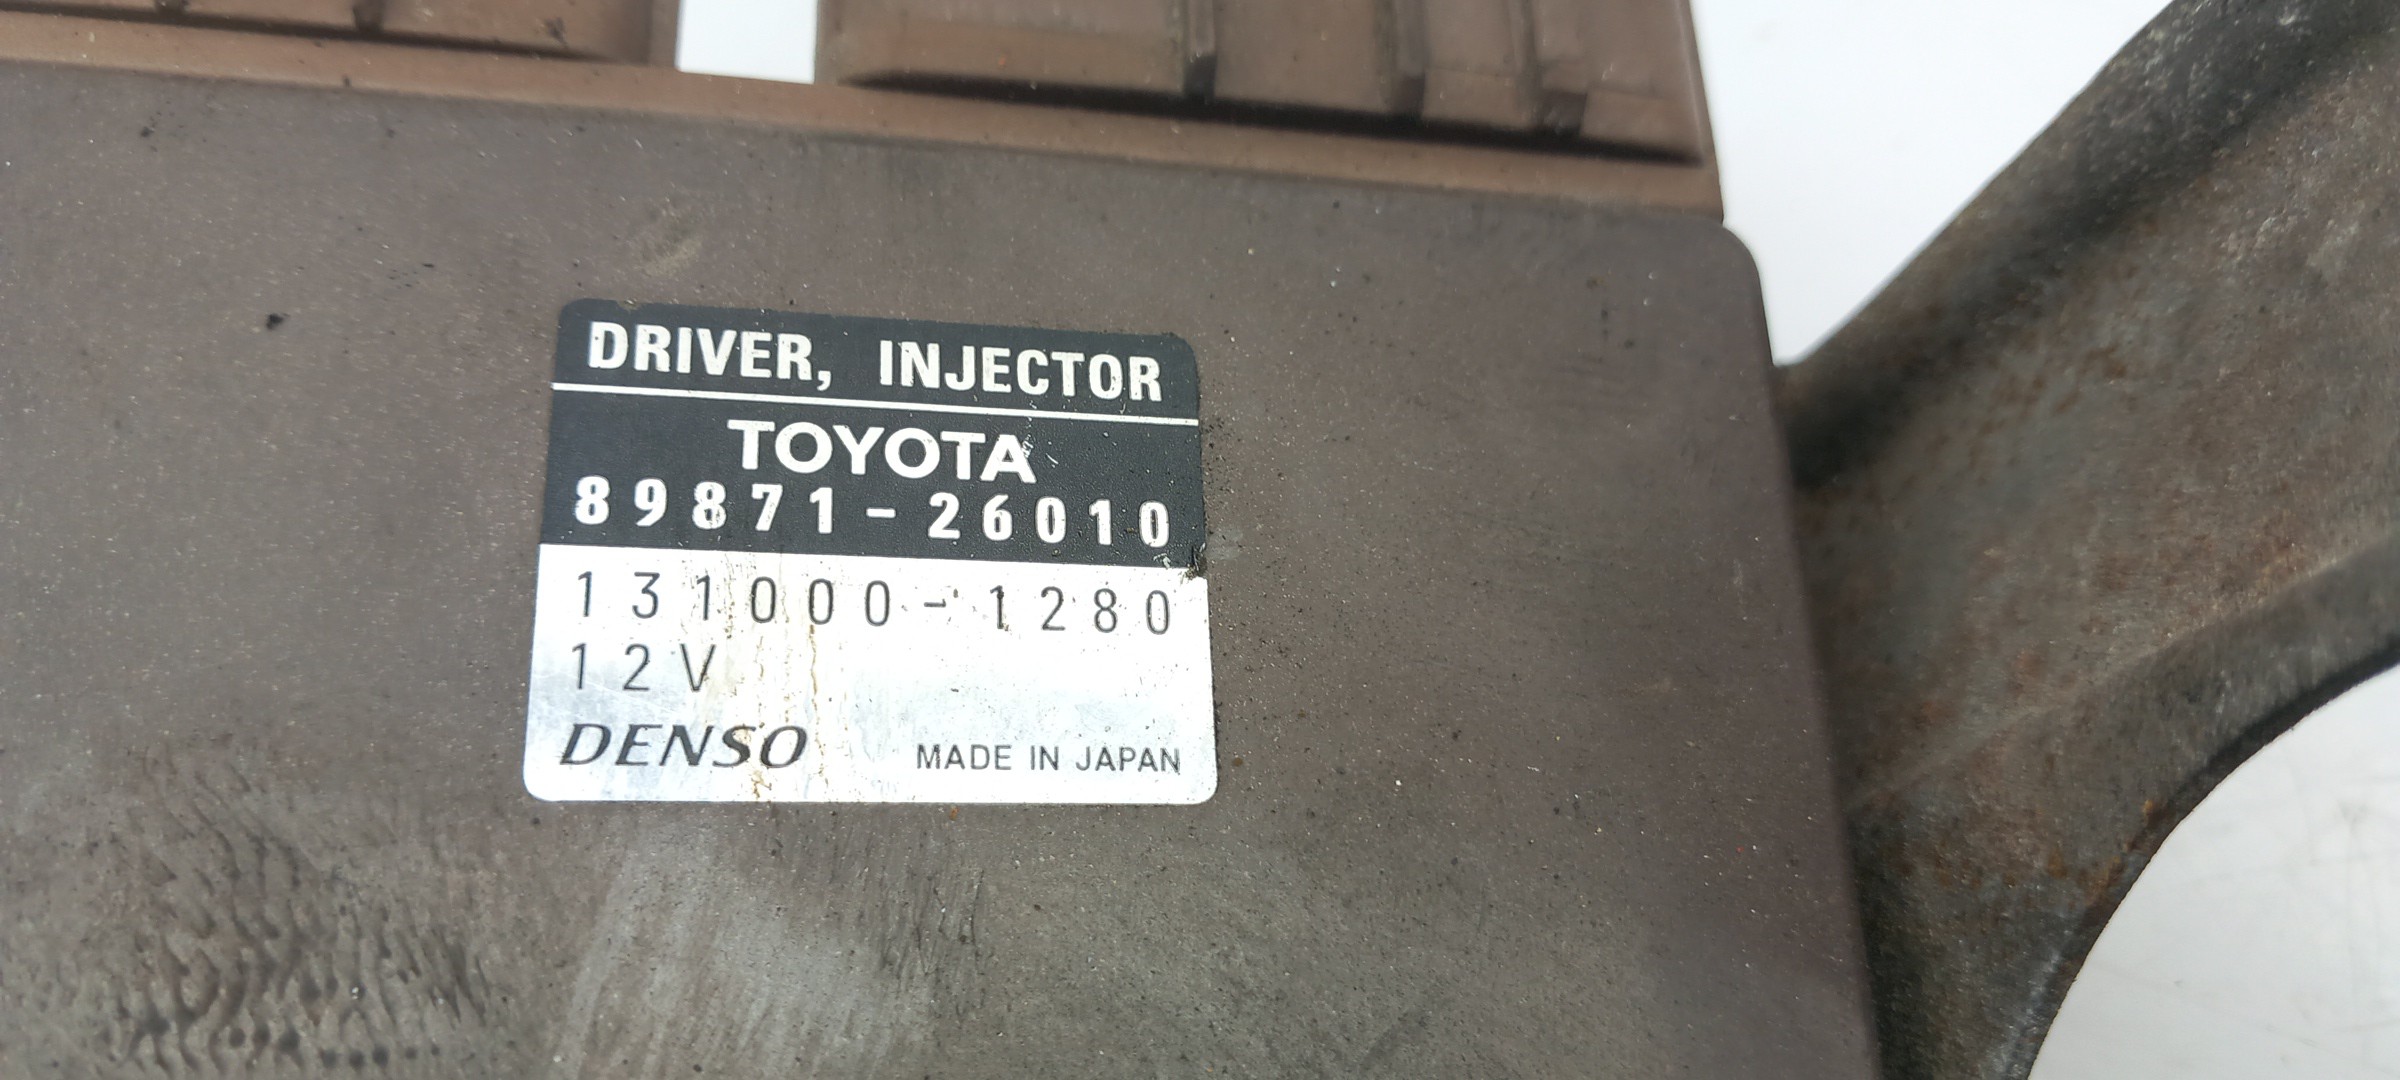 DRIVER, INJECTOR
TOYOTA
89871-26010
131000-1280
12V
DENSO MADE IN JAPAN